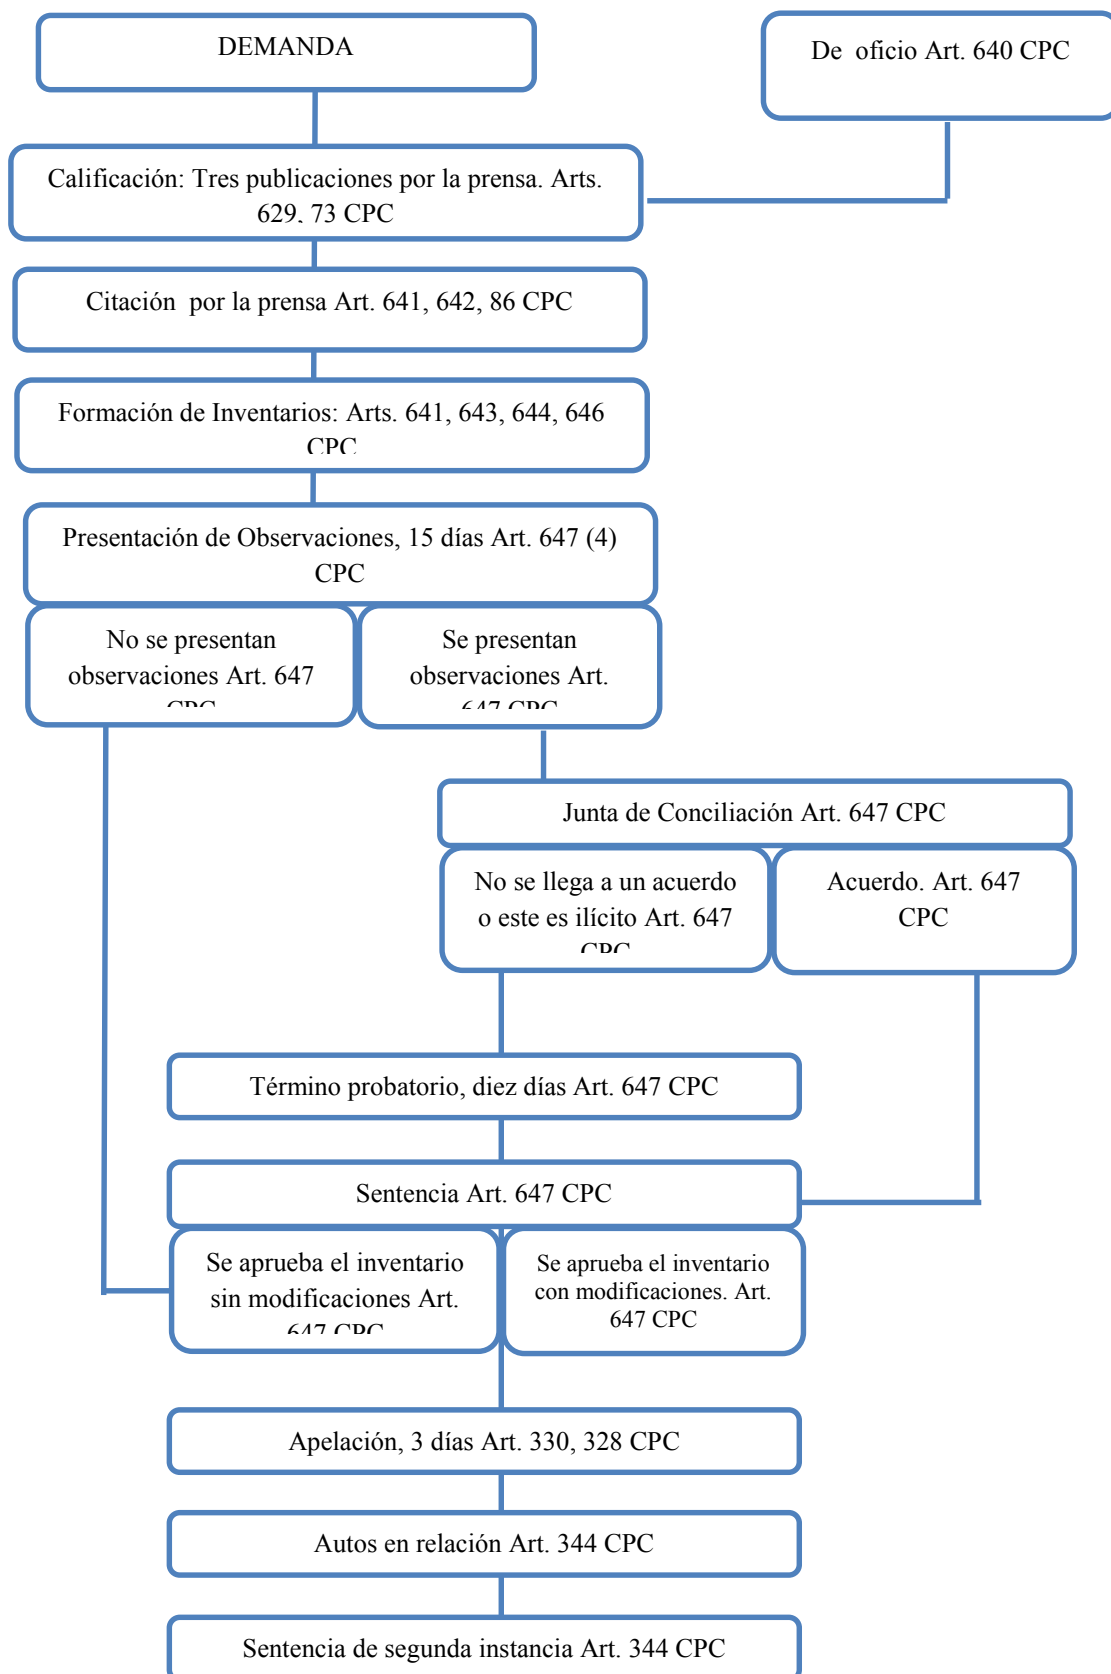 DEMANDA
De oficio Art. 640 CPC
Calificación: Tres publicaciones por la prensa. Arts.
629, 73 CPC
Citación por la prensa Art. 641, 642, 86 CPC
Formación de Inventarios: Arts. 641, 643, 644, 646
CPC
Presentación de Observaciones, 15 días Art. 647 (4)
CPC
No se presentan
observaciones Art. 647
CPC
Se presentan
observaciones Art.
647 CPC
Junta de Conciliación Art. 647 CPC
No se llega a un acuerdo
o este es ilícito Art. 647
CPC
Acuerdo. Art. 647
CPC
Término probatorio, diez días Art. 647 CPC
Sentencia Art. 647 CPC
Se aprueba el inventario
sin modificaciones Art.
647 CPC
Se aprueba el inventario
con modificaciones. Art.
647 CPC
Apelación, 3 días Art. 330, 328 CPC
Autos en relación Art. 344 CPC
Sentencia de segunda instancia Art. 344 CPC